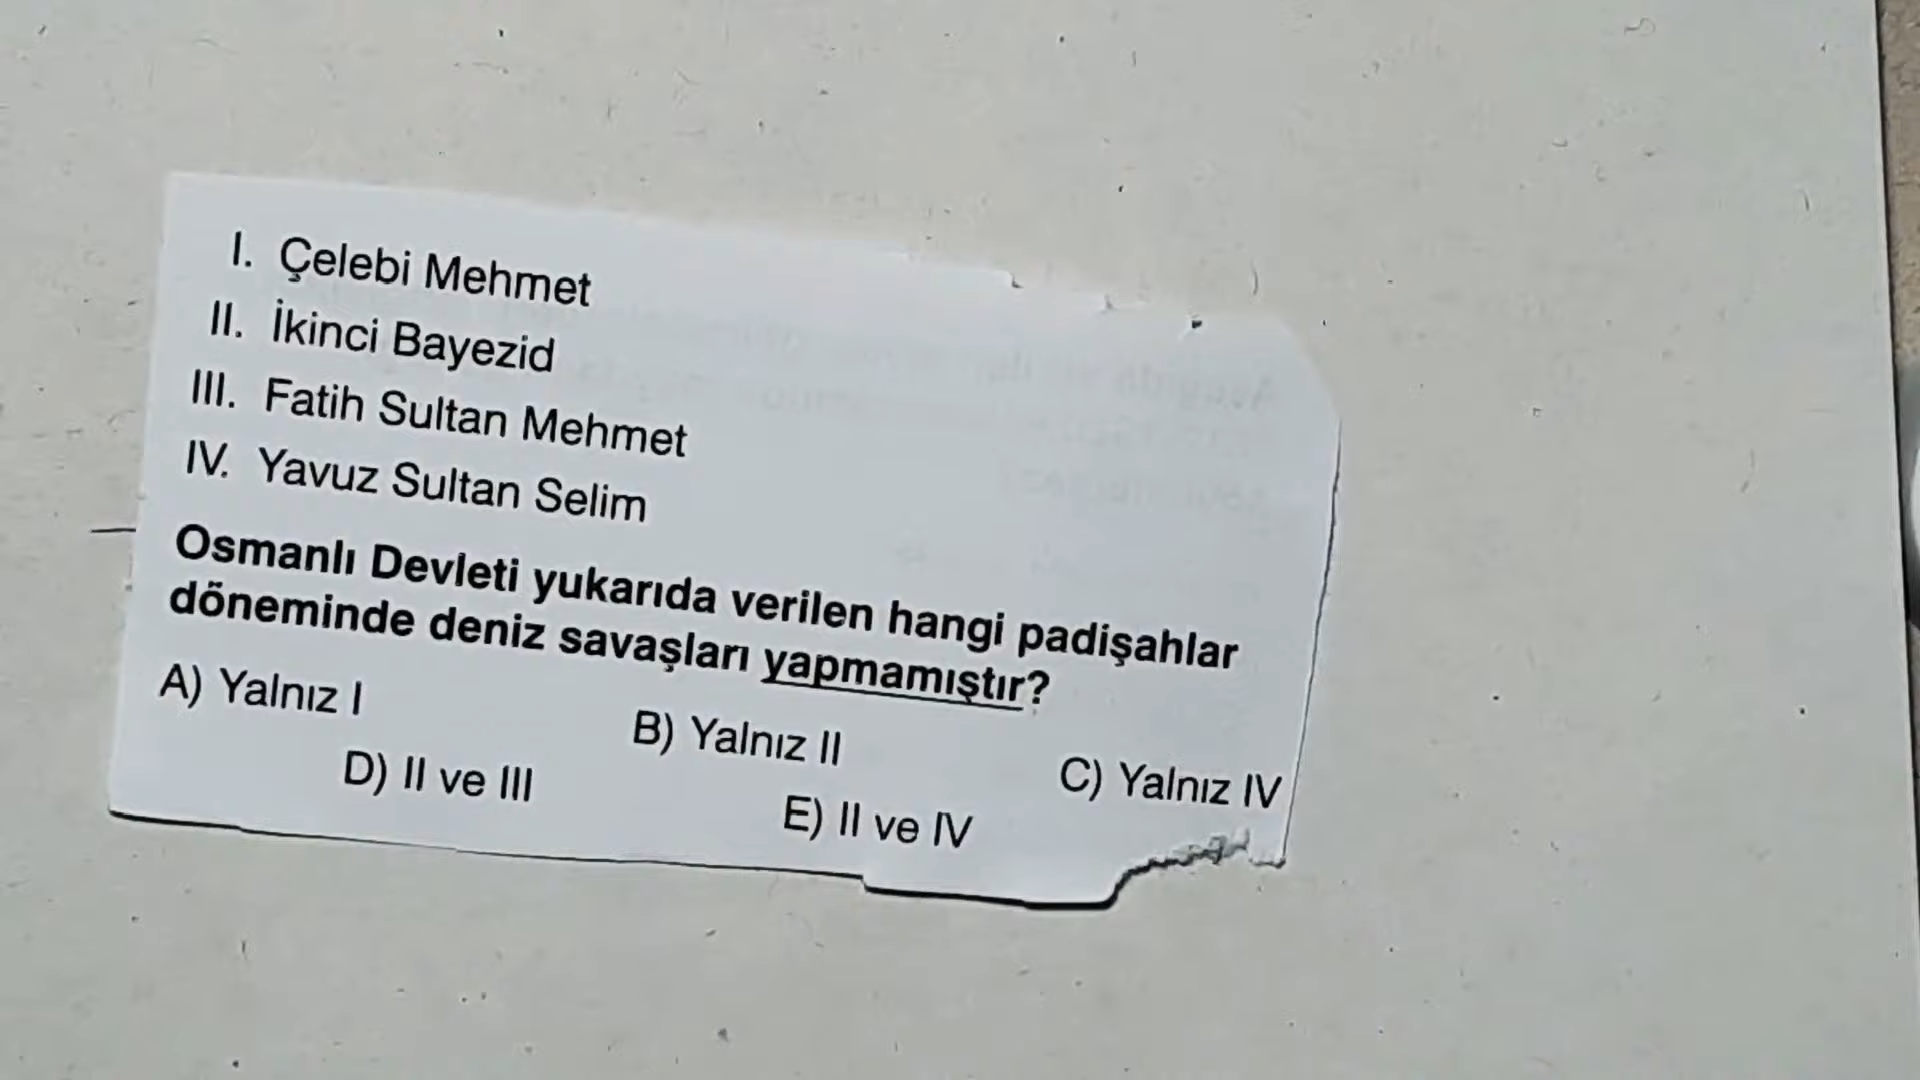 I. Çelebi Mehmet
II. İkinci Bayezid
III. Fatih Sultan Mehmet
IV. Yavuz Sultan Selim
Osmanlı Devleti yukarıda verilen hangi padişahlar
döneminde deniz savaşları yapmamıştır?
A) Yalnız I
B) Yalnız II
C) Yalnız IV
D) II ve III
E) II ve IV